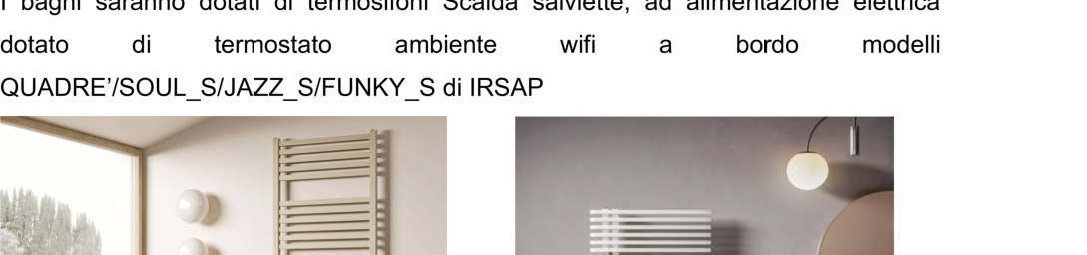 I bagni saranno dotati di termosifoni Scalda salviette, ad alimentazione elettrica
dotato di termostato ambiente wifi a bordo modelli
QUADRE’/SOUL_S/JAZZ_S/FUNKY_S di IRSAP